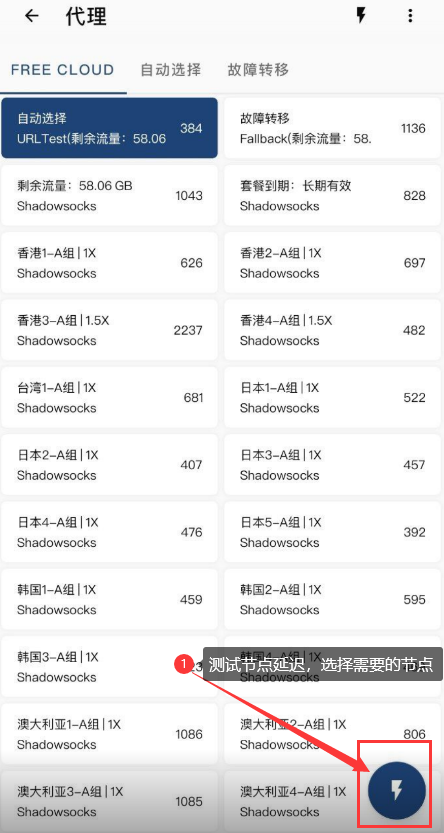 代理
FREE CLOUD 自动选择 故障转移
自动选择
URLTest(剩余流量：58.06 384
故障转移
Fallback(剩余流量：58. 1136
剩余流量：58.06 GB
Shadowsocks 1043
套餐到期：长期有效
Shadowsocks 828
香港1-A组|1X
Shadowsocks 626
香港2-A组|1X
Shadowsocks 697
香港3-A组|1.5X
Shadowsocks 2237
香港4-A组|1.5X
Shadowsocks 482
台湾1-A组|1X
Shadowsocks 681
日本1-A组|1X
Shadowsocks 522
日本2-A组|1X
Shadowsocks 407
日本3-A组|1X
Shadowsocks 457
日本4-A组|1X
Shadowsocks 476
日本5-A组|1X
Shadowsocks 392
韩国1-A组|1X
Shadowsocks 459
韩国2-A组|1X
Shadowsocks 595
韩国3-A组|1X
Shadowsocks
韩国4-A组|1X
Shadowsocks
1 测试节点延迟，选择需要的节点
澳大利亚1-A组|1X
Shadowsocks 1086
澳大利亚2-A组|1X
Shadowsocks 806
澳大利亚3-A组|1X
Shadowsocks 1085
澳大利亚4-A组|1X
Shadowsocks